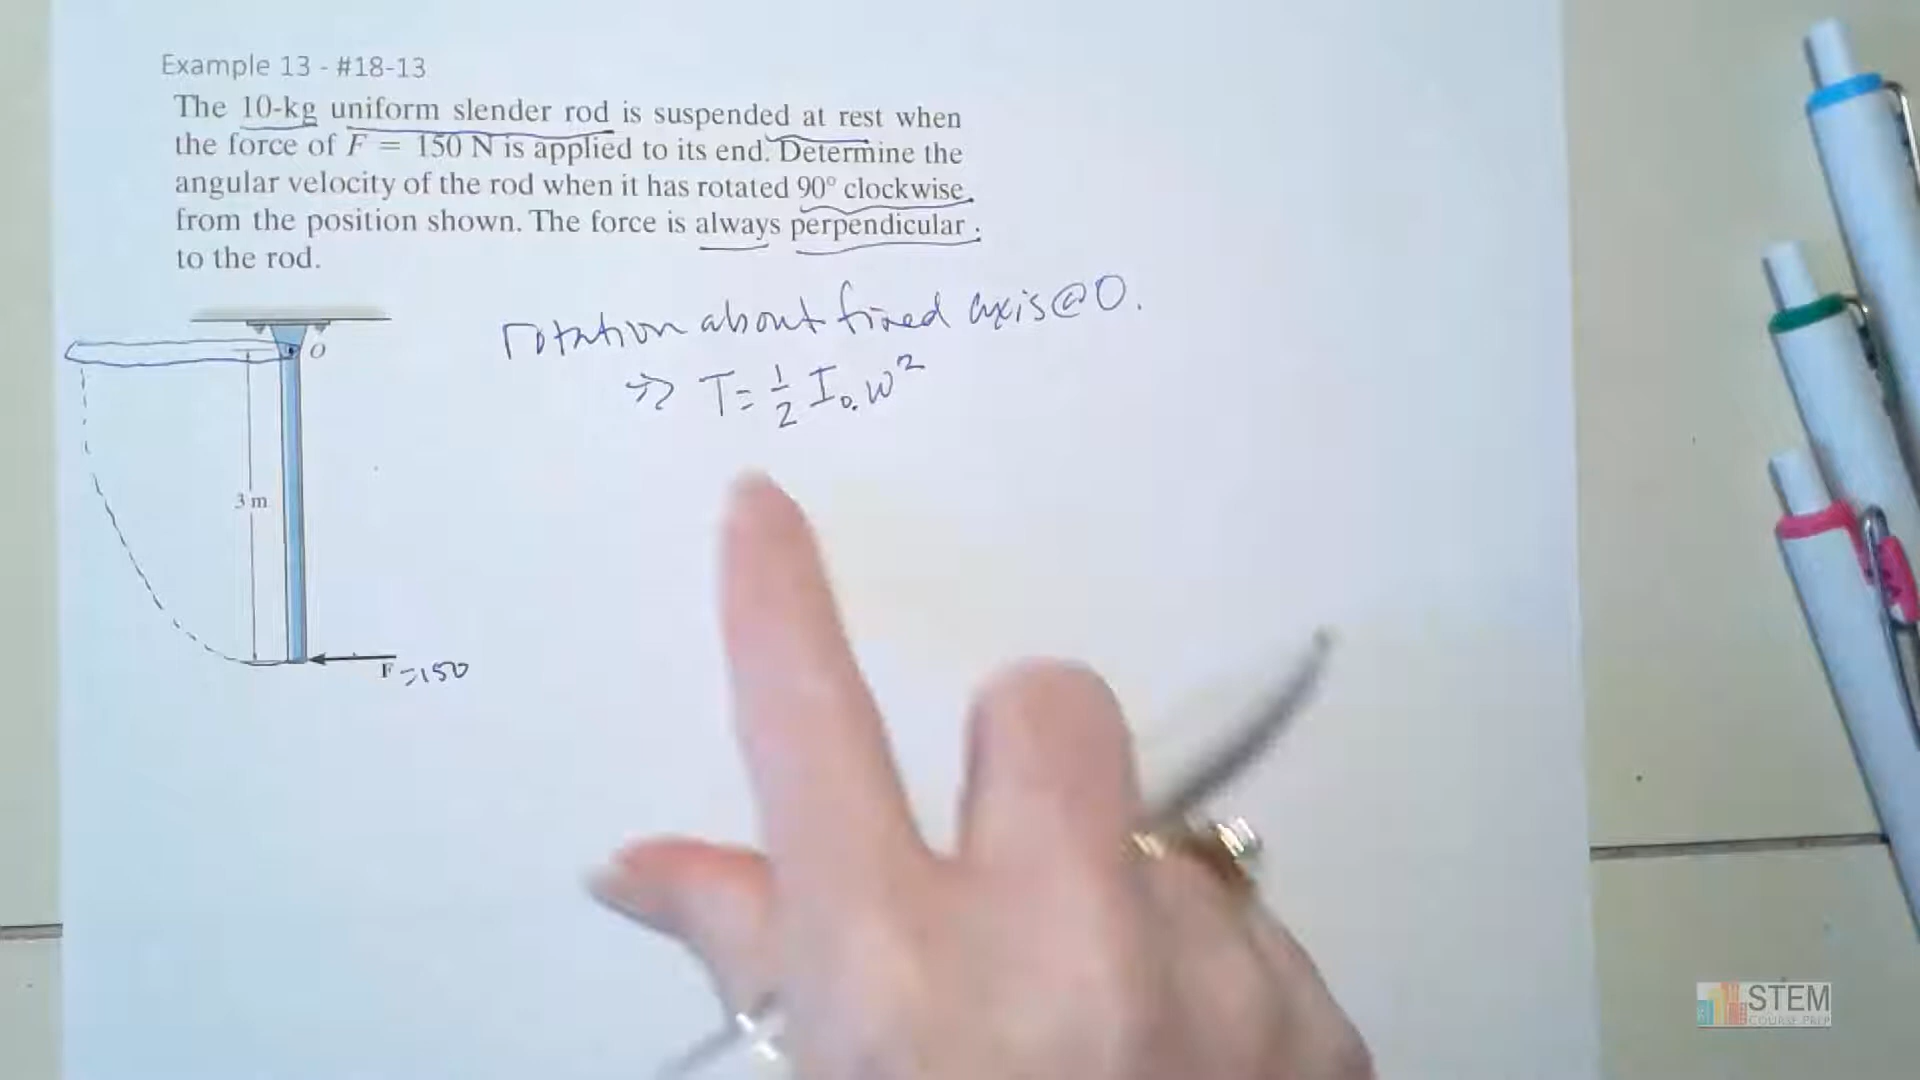 Example 13 - #18-13
The 10-kg uniform slender rod is suspended at rest when
the force of F = 150 N is applied to its end. Determine the
angular velocity of the rod when it has rotated 90° clockwise
from the position shown. The force is always perpendicular
to the rod.
rotation about fixed axis @ O.
⇒ T = 1/2 I₀ ω²
O
3 m
F = 150
STEM
COURSE PREP